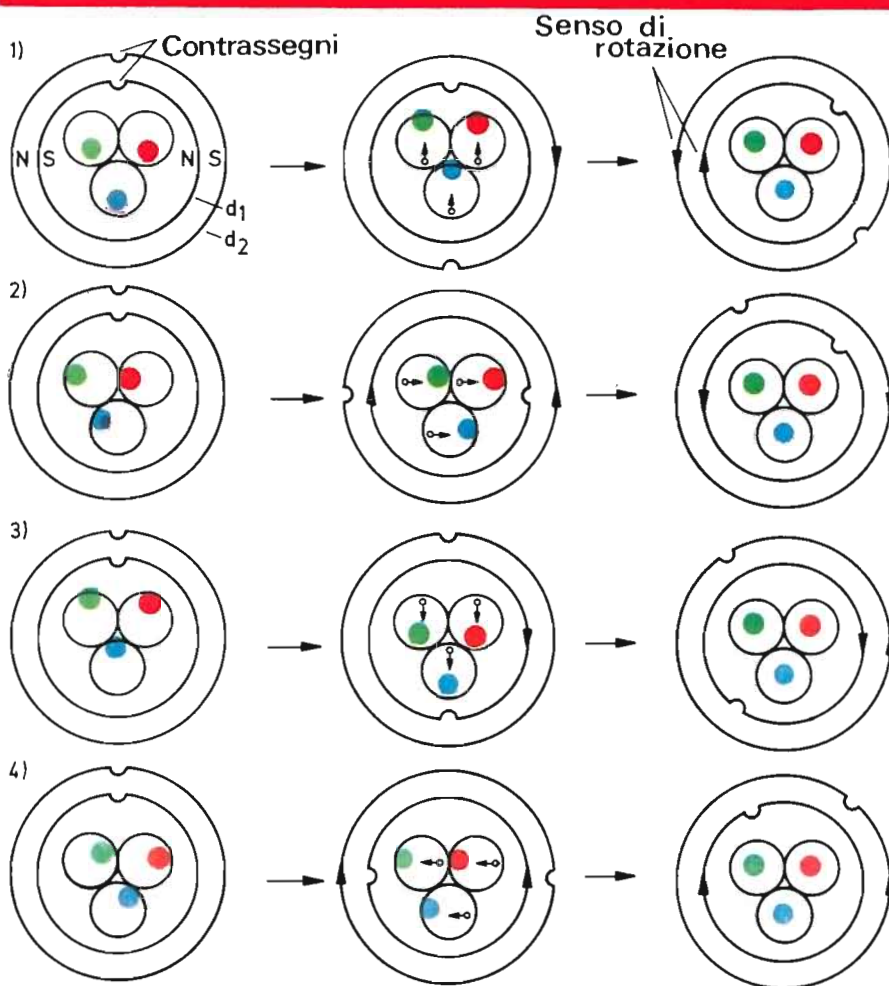 1)
Contrassegni
Senso di
rotazione
N S N S
d1
d2
2)
3)
4)